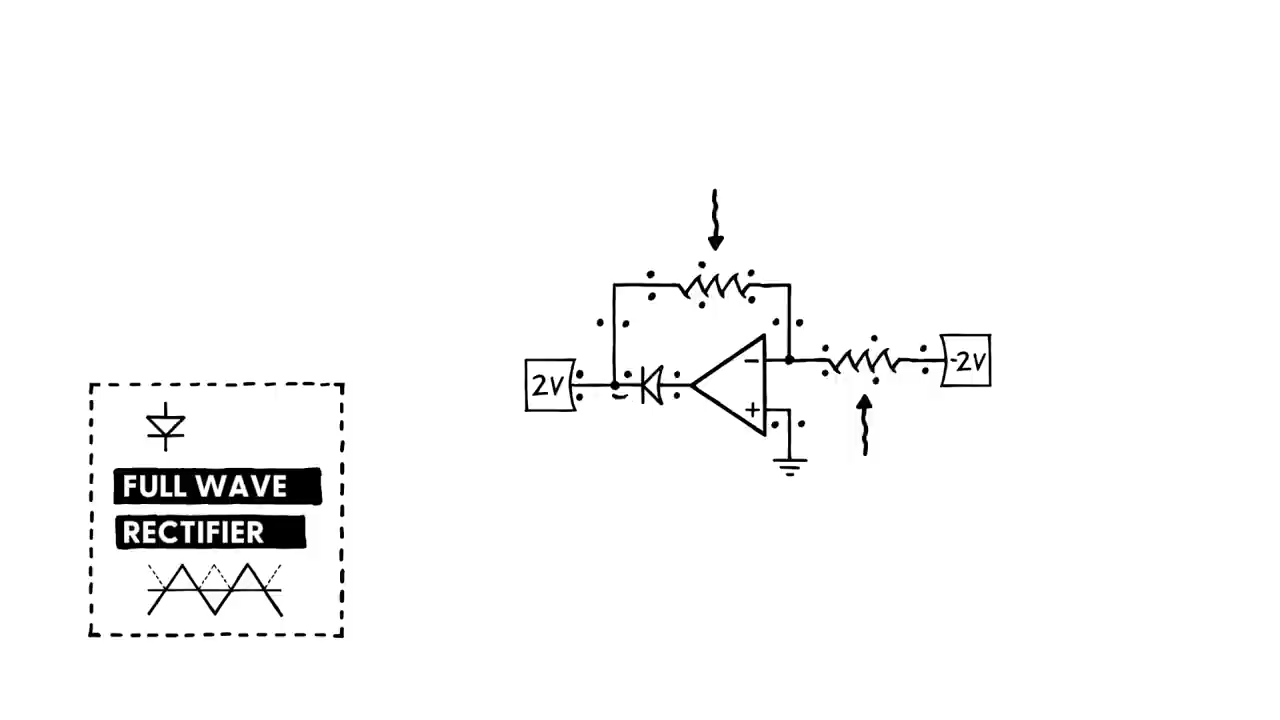 2V
-2V
−
+
FULL WAVE
RECTIFIER